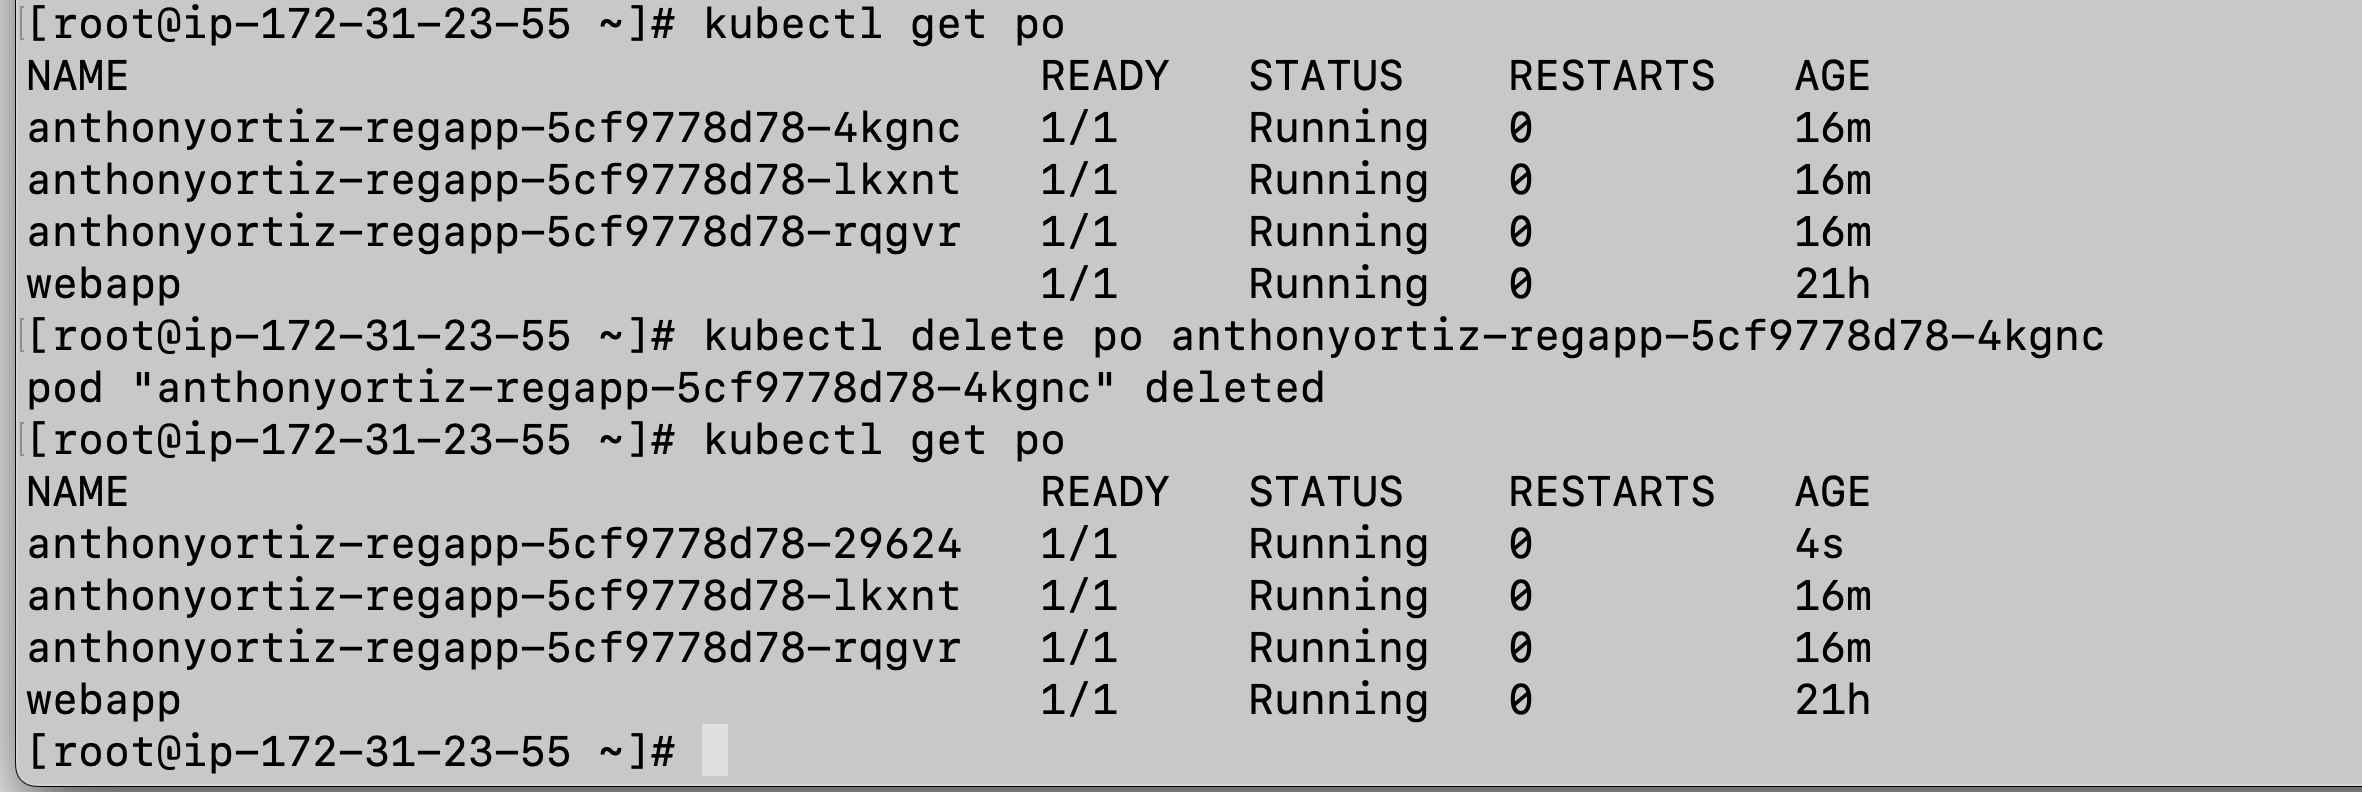 [root@ip-172-31-23-55 ~]# kubectl get po
NAME READY STATUS RESTARTS AGE
anthonyortiz-regapp-5cf9778d78-4kgnc 1/1 Running 0 16m
anthonyortiz-regapp-5cf9778d78-lkxnt 1/1 Running 0 16m
anthonyortiz-regapp-5cf9778d78-rqgvr 1/1 Running 0 16m
webapp 1/1 Running 0 21h
[root@ip-172-31-23-55 ~]# kubectl delete po anthonyortiz-regapp-5cf9778d78-4kgnc
pod "anthonyortiz-regapp-5cf9778d78-4kgnc" deleted
[root@ip-172-31-23-55 ~]# kubectl get po
NAME READY STATUS RESTARTS AGE
anthonyortiz-regapp-5cf9778d78-29624 1/1 Running 0 4s
anthonyortiz-regapp-5cf9778d78-lkxnt 1/1 Running 0 16m
anthonyortiz-regapp-5cf9778d78-rqgvr 1/1 Running 0 16m
webapp 1/1 Running 0 21h
[root@ip-172-31-23-55 ~]#